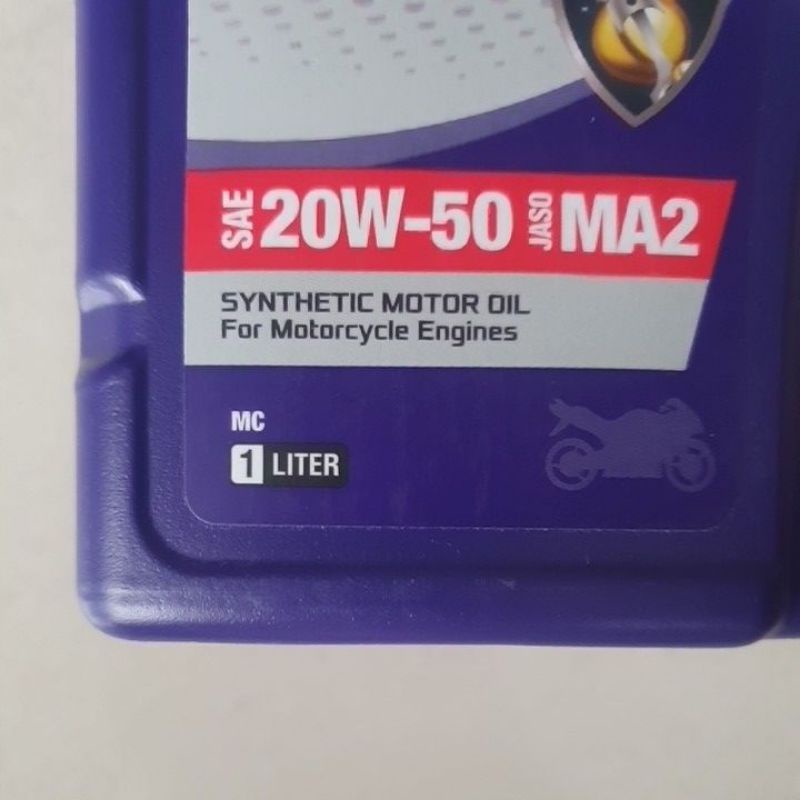 SAE 20W-50 JASO MA2
SYNTHETIC MOTOR OIL
For Motorcycle Engines
MC
1 LITER